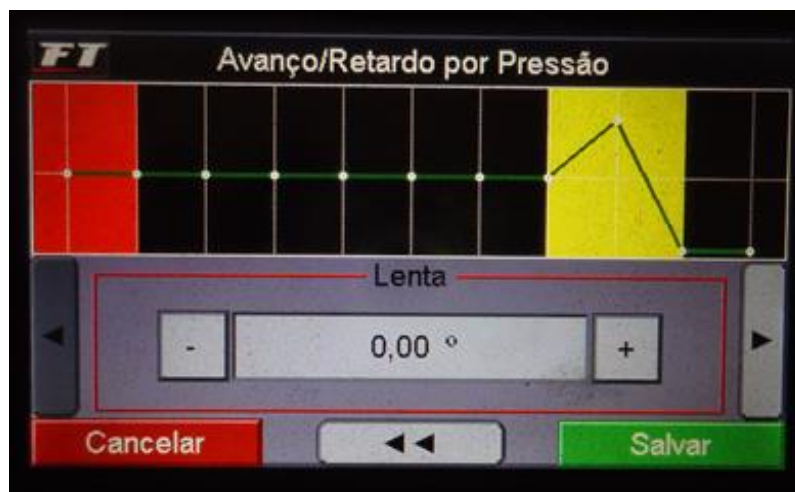 FT
Avanço/Retardo por Pressão
Lenta
- 0,00 º +
Cancelar
Salvar